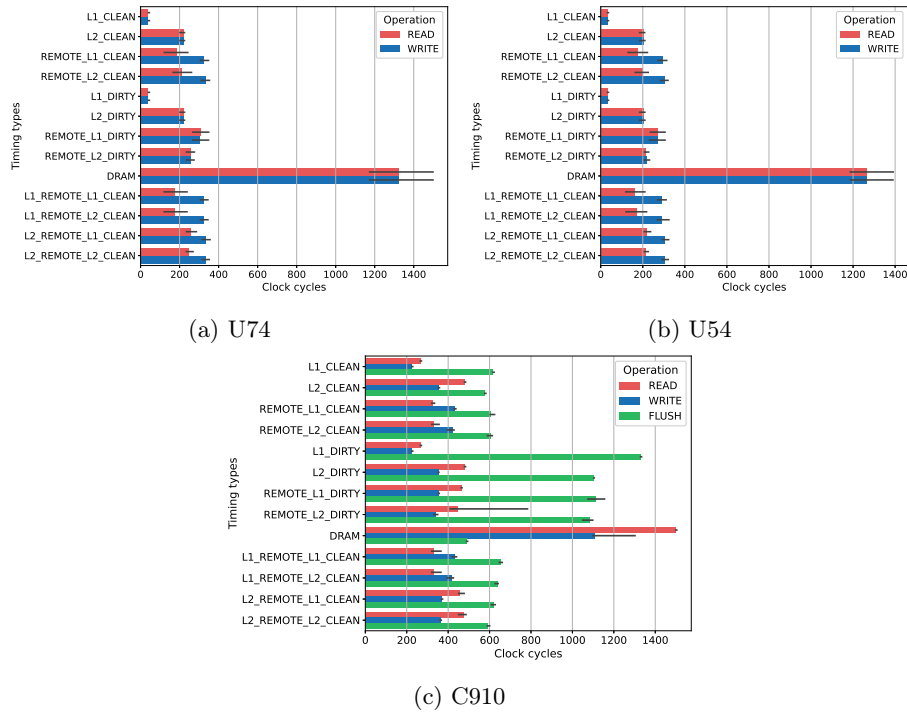 L1_CLEAN
L2_CLEAN
REMOTE_L1_CLEAN
REMOTE_L2_CLEAN
L1_DIRTY
L2_DIRTY
REMOTE_L1_DIRTY
REMOTE_L2_DIRTY
DRAM
L1_REMOTE_L1_CLEAN
L1_REMOTE_L2_CLEAN
L2_REMOTE_L1_CLEAN
L2_REMOTE_L2_CLEAN
Timing types
Operation
READ
WRITE
0 200 400 600 800 1000 1200 1400
Clock cycles
(a) U74
L1_CLEAN
L2_CLEAN
REMOTE_L1_CLEAN
REMOTE_L2_CLEAN
L1_DIRTY
L2_DIRTY
REMOTE_L1_DIRTY
REMOTE_L2_DIRTY
DRAM
L1_REMOTE_L1_CLEAN
L1_REMOTE_L2_CLEAN
L2_REMOTE_L1_CLEAN
L2_REMOTE_L2_CLEAN
Timing types
Operation
READ
WRITE
0 200 400 600 800 1000 1200 1400
Clock cycles
(b) U54
L1_CLEAN
L2_CLEAN
REMOTE_L1_CLEAN
REMOTE_L2_CLEAN
L1_DIRTY
L2_DIRTY
REMOTE_L1_DIRTY
REMOTE_L2_DIRTY
DRAM
L1_REMOTE_L1_CLEAN
L1_REMOTE_L2_CLEAN
L2_REMOTE_L1_CLEAN
L2_REMOTE_L2_CLEAN
Timing types
Operation
READ
WRITE
FLUSH
0 200 400 600 800 1000 1200 1400
Clock cycles
(c) C910